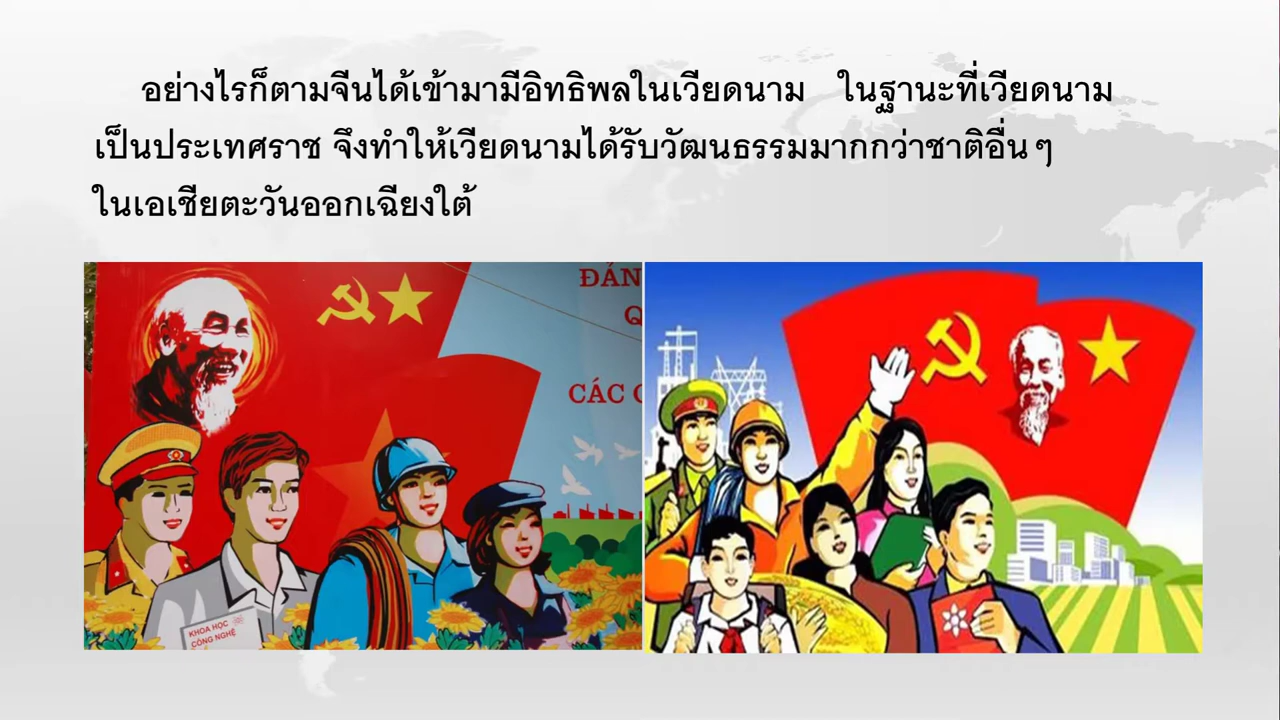 อย่างไรก็ตามจีนได้เข้ามามีอิทธิพลในเวียดนาม ในฐานะที่เวียดนาม
เป็นประเทศราช จึงทำให้เวียดนามได้รับวัฒนธรรมมากกว่าชาติอื่นๆ
ในเอเชียตะวันออกเฉียงใต้
ĐẢN
Q
CÁC
KHOA HỌC
CÔNG NGHỆ